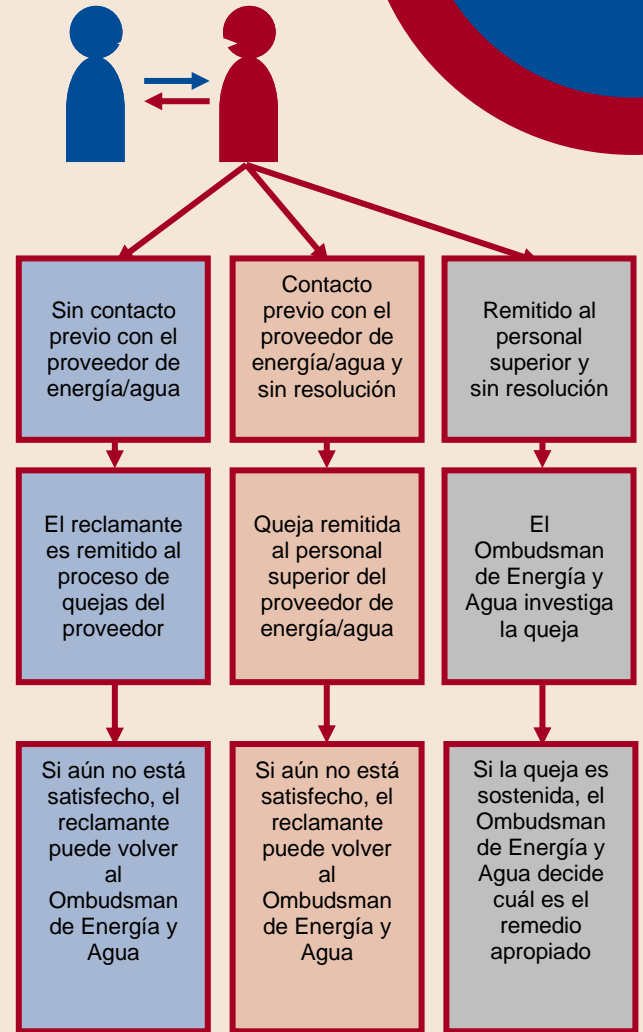 Sin contacto
previo con el
proveedor de
energía/agua
Contacto
previo con el
proveedor de
energía/agua y
sin resolución
Remitido al
personal
superior y
sin resolución
El reclamante
es remitido al
proceso de
quejas del
proveedor
Queja remitida
al personal
superior del
proveedor de
energía/agua
El
Ombudsman
de Energía y
Agua investiga
la queja
Si aún no está
satisfecho, el
reclamante
puede volver
al
Ombudsman
de Energía y
Agua
Si aún no está
satisfecho, el
reclamante
puede volver
al
Ombudsman
de Energía y
Agua
Si la queja es
sostenida, el
Ombudsman
de Energía y
Agua decide
cuál es el
remedio
apropiado